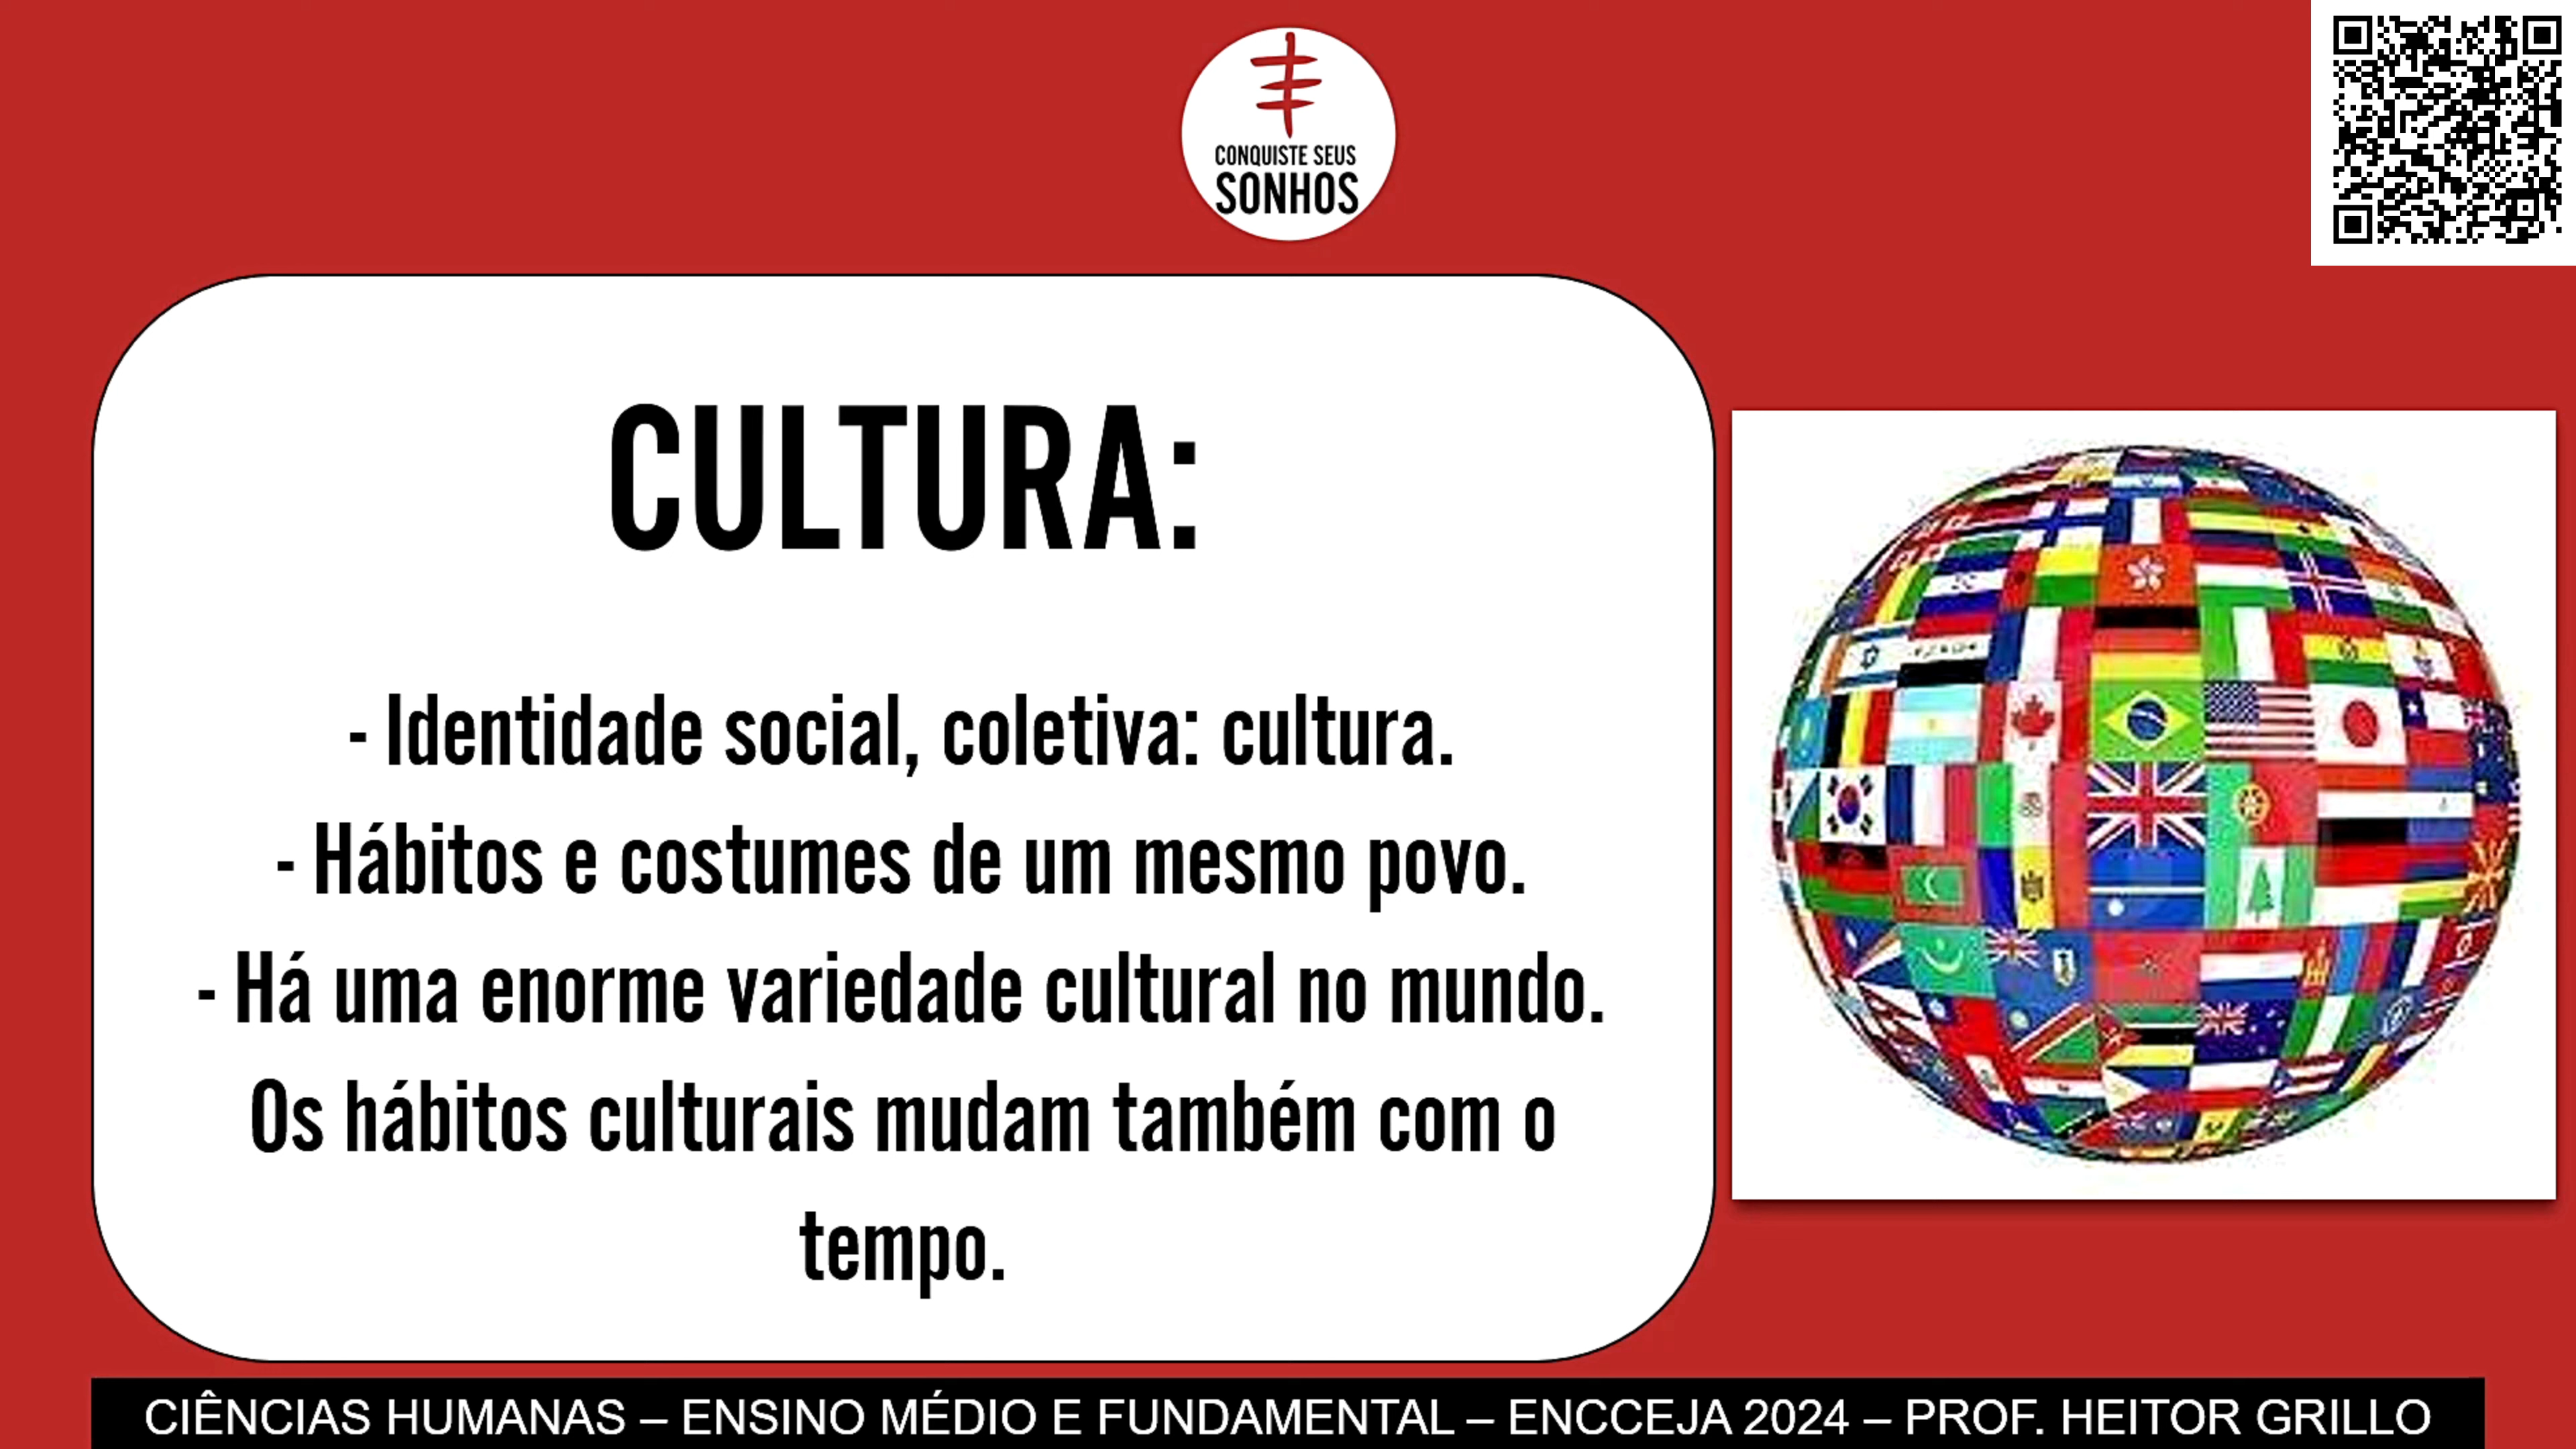 CONQUISTE SEUS
SONHOS
CULTURA:
- Identidade social, coletiva: cultura.
- Hábitos e costumes de um mesmo povo.
- Há uma enorme variedade cultural no mundo.
Os hábitos culturais mudam também com o
tempo.
CIÊNCIAS HUMANAS – ENSINO MÉDIO E FUNDAMENTAL – ENCCEJA 2024 – PROF. HEITOR GRILLO